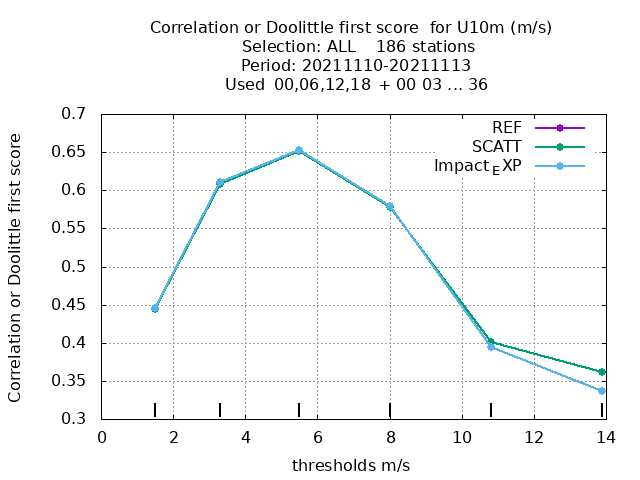 Correlation or Doolittle first score  for U10m (m/s)
Selection: ALL    186 stations
Period: 20211110-20211113
Used  00,06,12,18  + 00 03 ... 36
REF
SCATT
Impact_EXP
0.7
0.65
0.6
0.55
0.5
0.45
0.4
0.35
0.3
Correlation or Doolittle first score
0 2 4 6 8 10 12 14
thresholds m/s